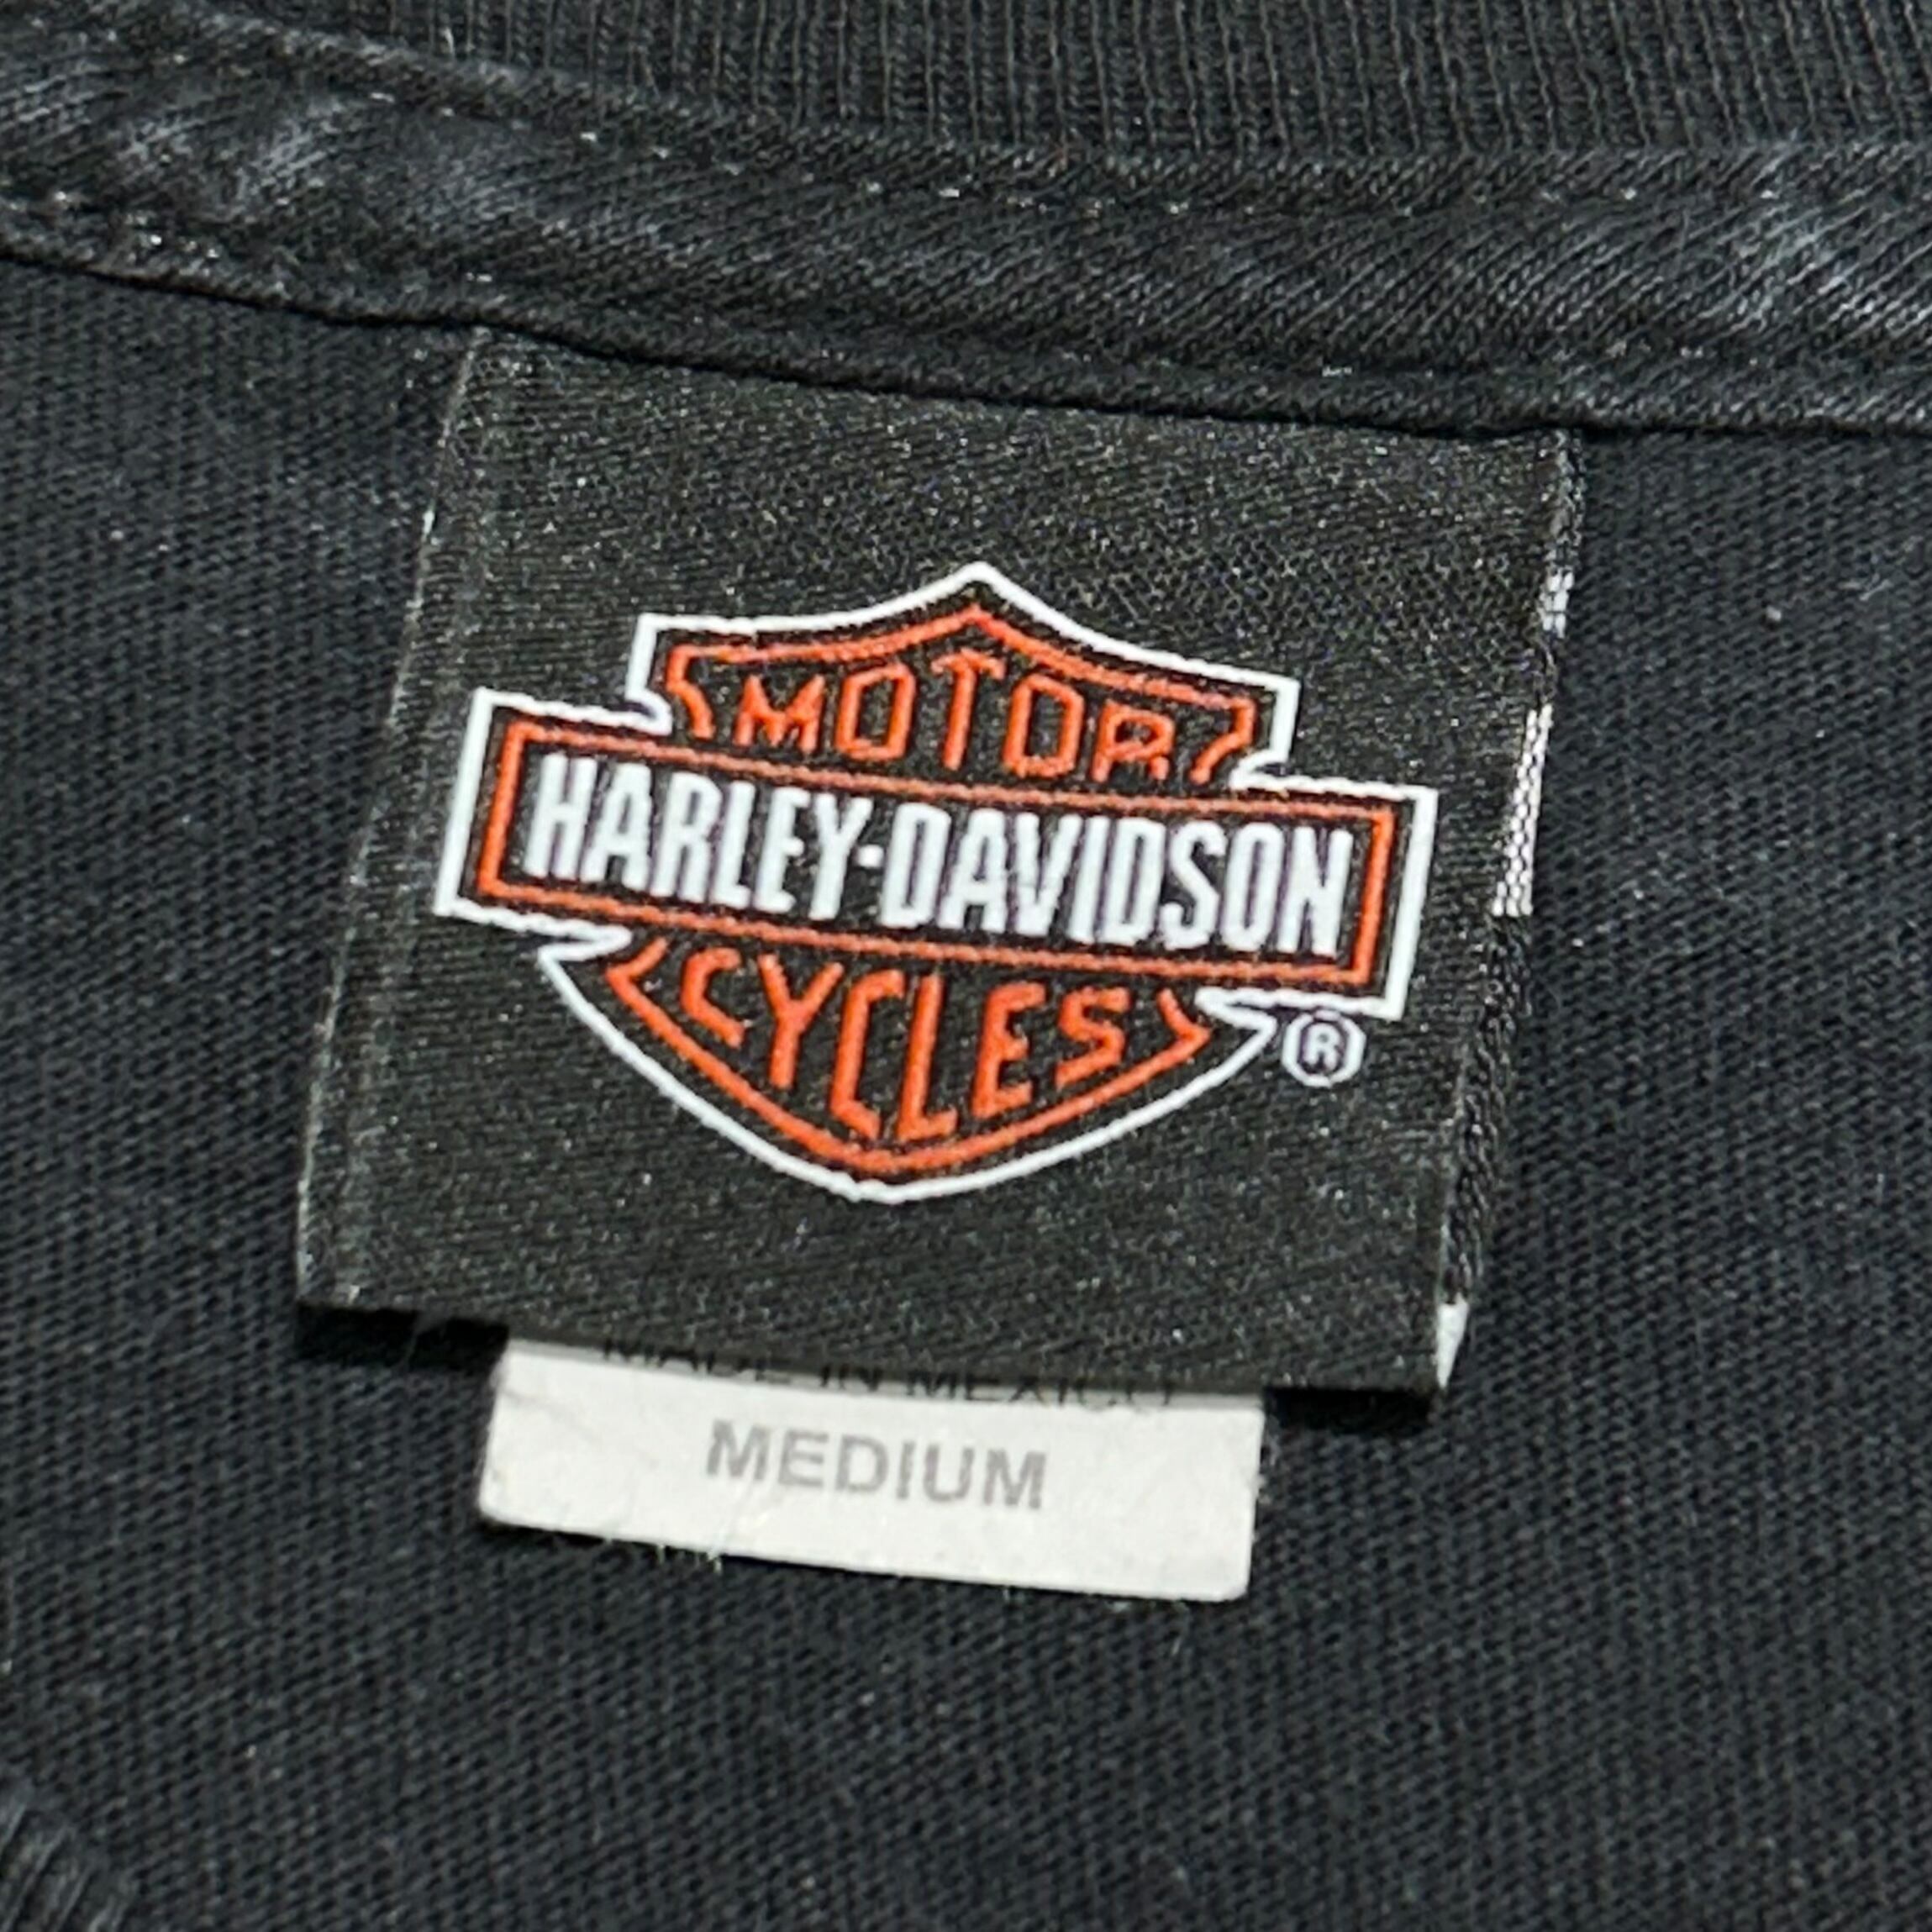 MOTOR
HARLEY-DAVIDSON
CYCLES
®
MADE IN MEXICO
MEDIUM